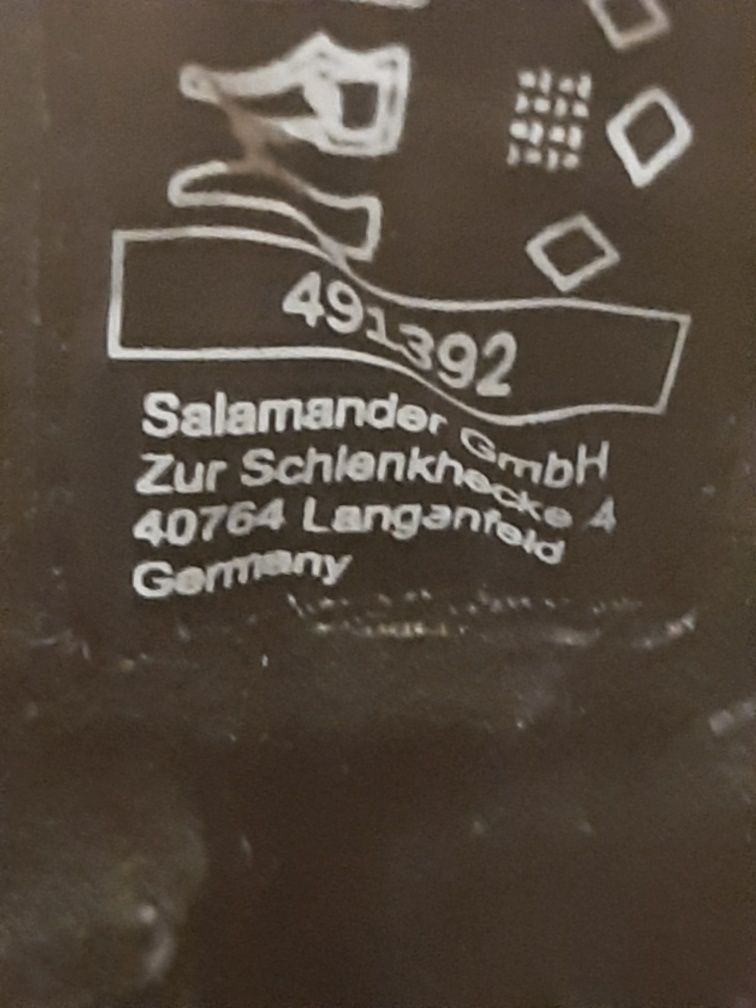 491392
Salamander GmbH
Zur Schlenkhecke 4
40764 Langenfeld
Germany